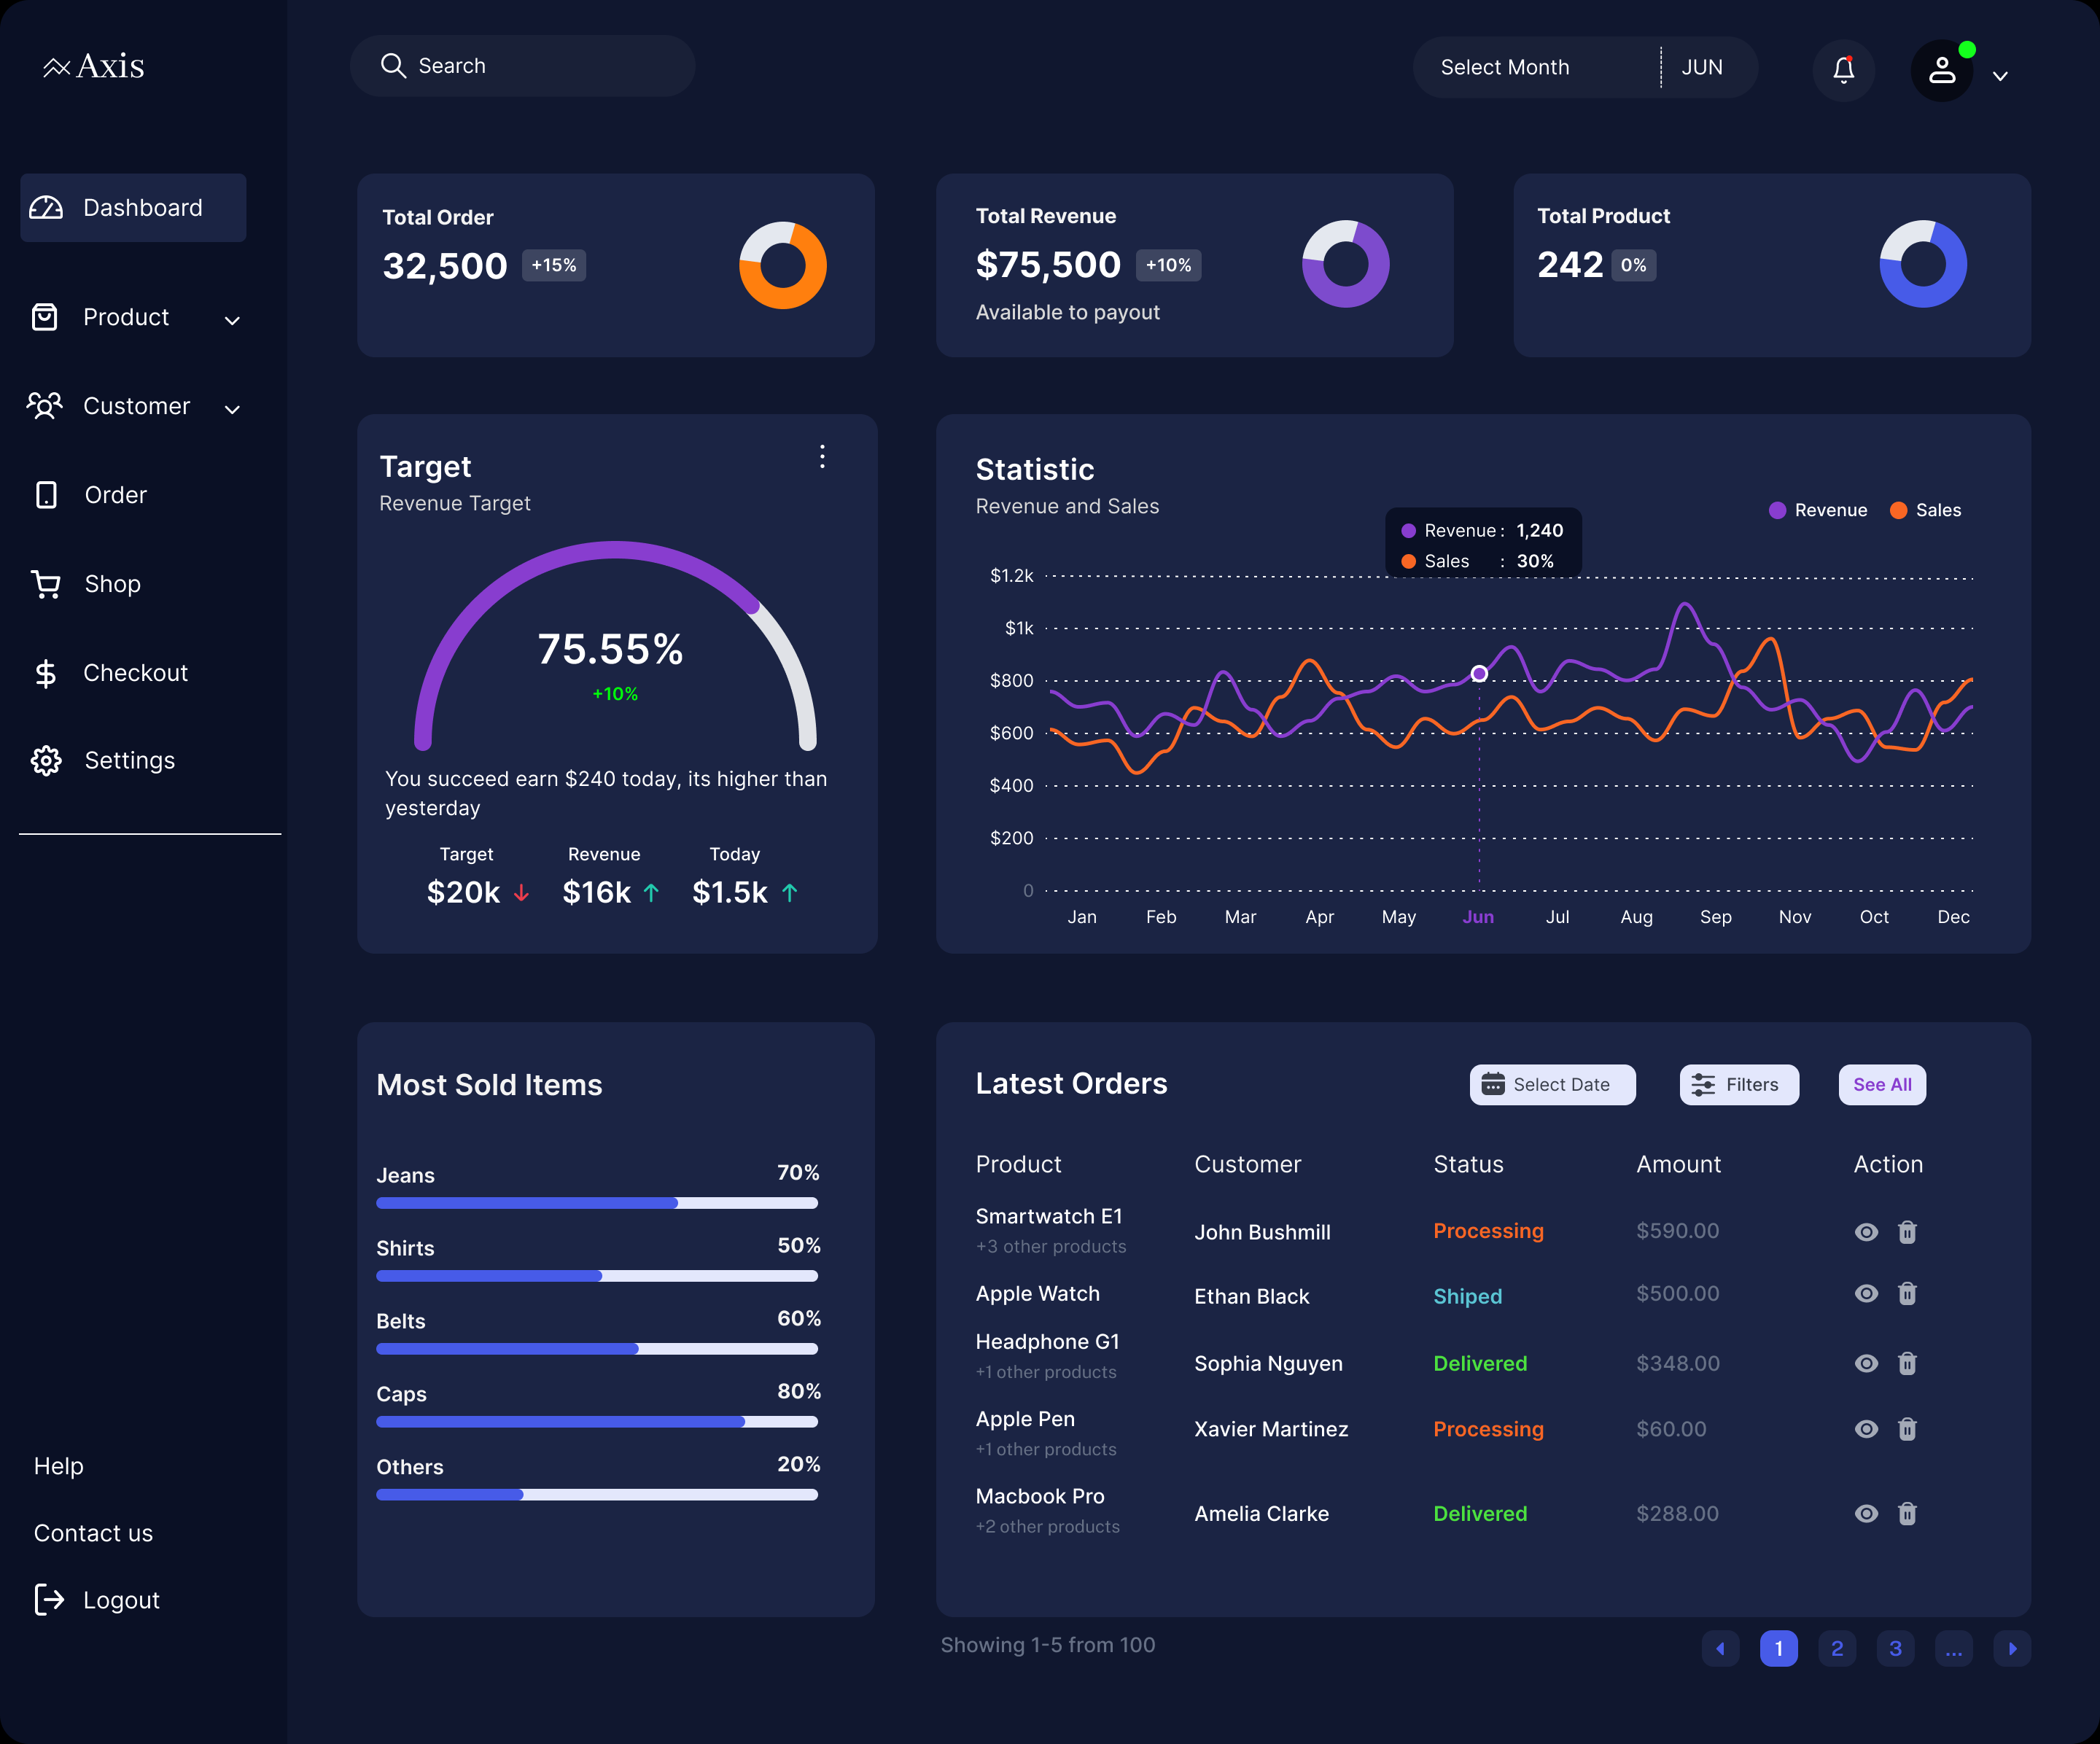 Axis
Search
Select Month
JUN
Dashboard
Product
Customer
Order
Shop
Checkout
Settings
Help
Contact us
Logout
Total Order
32,500 +15%
Total Revenue
$75,500 +10%
Available to payout
Total Product
242 0%
Target
Revenue Target
75.55%
+10%
You succeed earn $240 today, its higher than
yesterday
Target Revenue Today
$20k $16k $1.5k
Statistic
Revenue and Sales
Revenue Sales
Revenue : 1,240
Sales : 30%
$1.2k
$1k
$800
$600
$400
$200
0
Jan Feb Mar Apr May Jun Jul Aug Sep Nov Oct Dec
Most Sold Items
Jeans 70%
Shirts 50%
Belts 60%
Caps 80%
Others 20%
Latest Orders
Select Date
Filters
See All
Product Customer Status Amount Action
Smartwatch E1
+3 other products
John Bushmill Processing $590.00
Apple Watch Ethan Black Shiped $500.00
Headphone G1
+1 other products
Sophia Nguyen Delivered $348.00
Apple Pen
+1 other products
Xavier Martinez Processing $60.00
Macbook Pro
+2 other products
Amelia Clarke Delivered $288.00
Showing 1-5 from 100
1 2 3 ...